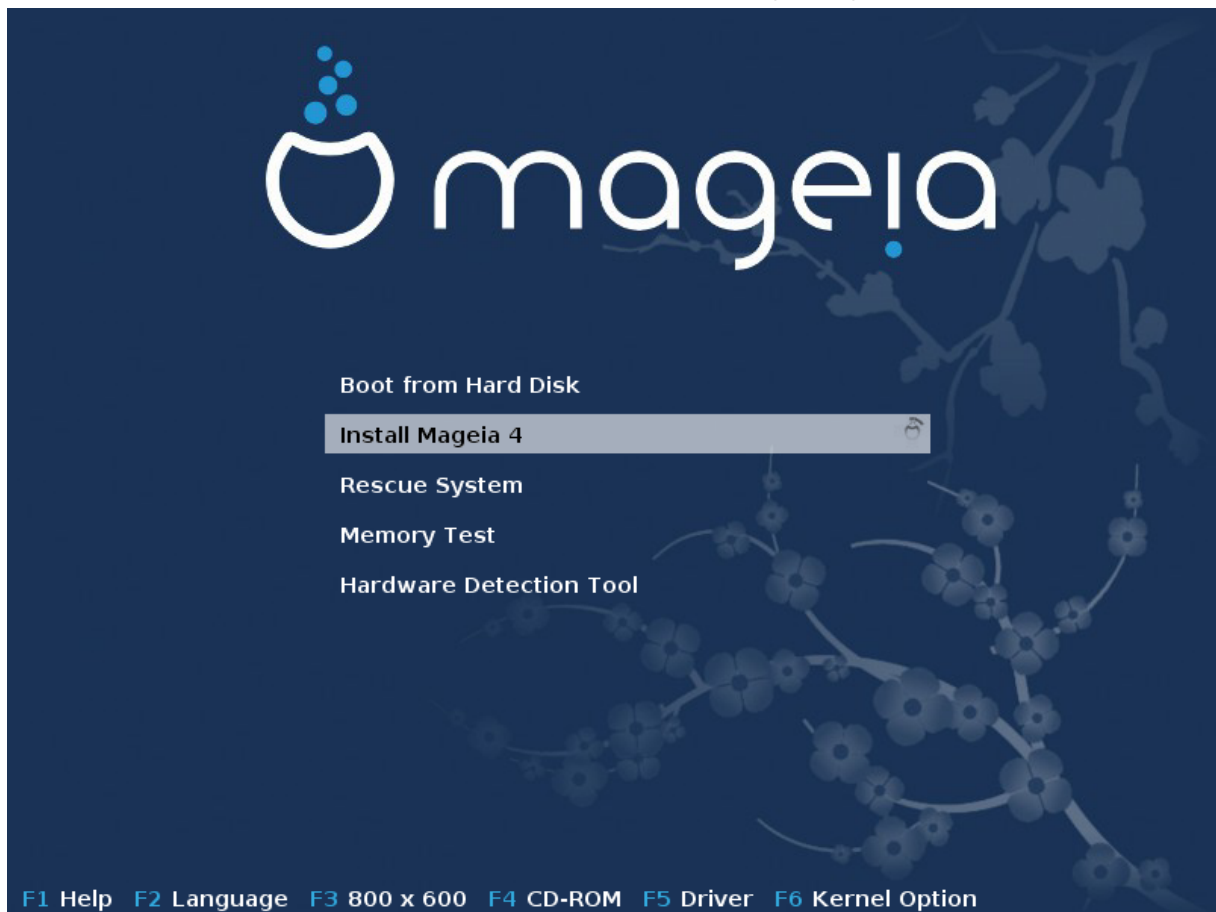 mageia
Boot from Hard Disk
Install Mageia 4
Rescue System
Memory Test
Hardware Detection Tool
F1 Help F2 Language F3 800 x 600 F4 CD-ROM F5 Driver F6 Kernel Option